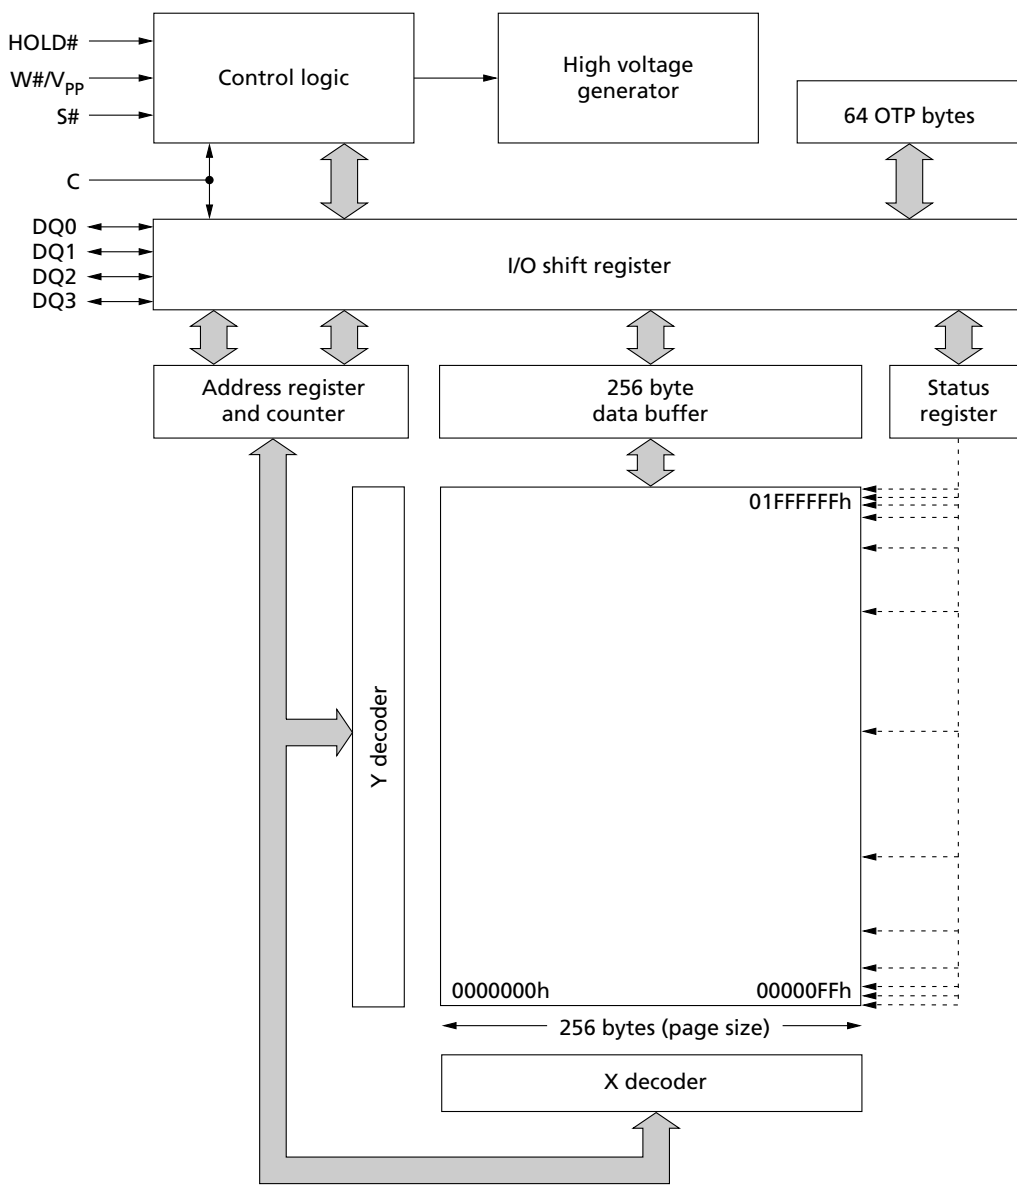 HOLD#
W#/VPP
S#
Control logic
High voltage
generator
64 OTP bytes
C
DQ0
DQ1
DQ2
DQ3
I/O shift register
Address register
and counter
256 byte
data buffer
Status
register
01FFFFFFh
Y decoder
0000000h
00000FFh
256 bytes (page size)
X decoder